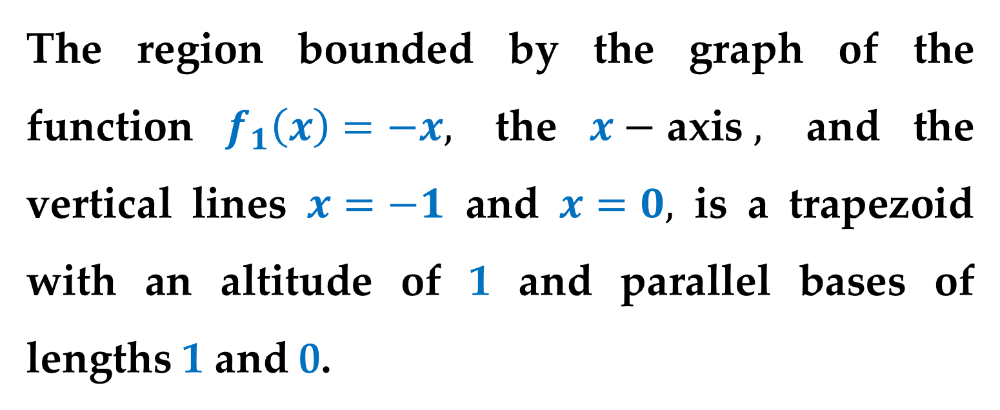 The region bounded by the graph of the
function f₁(x) = −x, the x − axis , and the
vertical lines x = −1 and x = 0, is a trapezoid
with an altitude of 1 and parallel bases of
lengths 1 and 0.